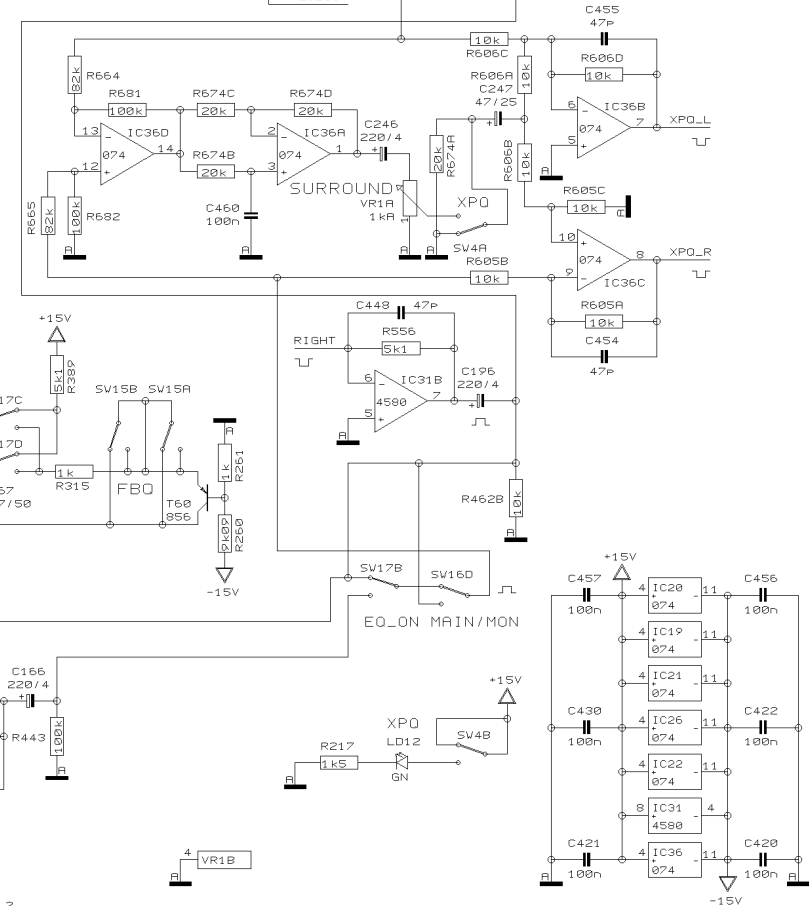 C455
47p
10k
R606C
R606D
10k
R664
82k
R606A
10k
C247
47/25
R681
100k
R674C
20k
R674D
20k
C246
220/4
IC36B
6
5
7
074
XPQ_L
13
12
IC36D
074
14
2
3
IC36A
074
1
R674B
20k
R674A
20k
R606B
10k
A
SURROUND
VR1A
1kA
1
XPQ
R605C
10k
A
R665
82k
100k
R682
C460
100n
SW4A
10
9
IC36C
074
8
XPQ_R
A
A
A
A
R605B
10k
R605A
10k
C454
47p
C448
47p
RIGHT
R556
5k1
+15V
5k1
R389
IC31B
6
5
4580
7
C196
220/4
A
17C
17D
SW15B
SW15A
A
1k
R261
1k
R315
FBQ
67
7/50
T60
856
9k09
R260
-15V
R462B
10k
A
SW17B
SW16D
EQ_ON MAIN/MON
+15V
C457
100n
4
IC20
074
11
C456
100n
4
IC19
074
11
4
IC21
074
11
C430
100n
4
IC26
074
11
C422
100n
4
IC22
074
11
8
IC31
4580
4
C421
100n
4
IC36
074
11
C420
100n
A
A
-15V
C166
220/4
R443
100k
A
+15V
XPQ
LD12
GN
SW4B
R217
1k5
A
4
VR1B
A